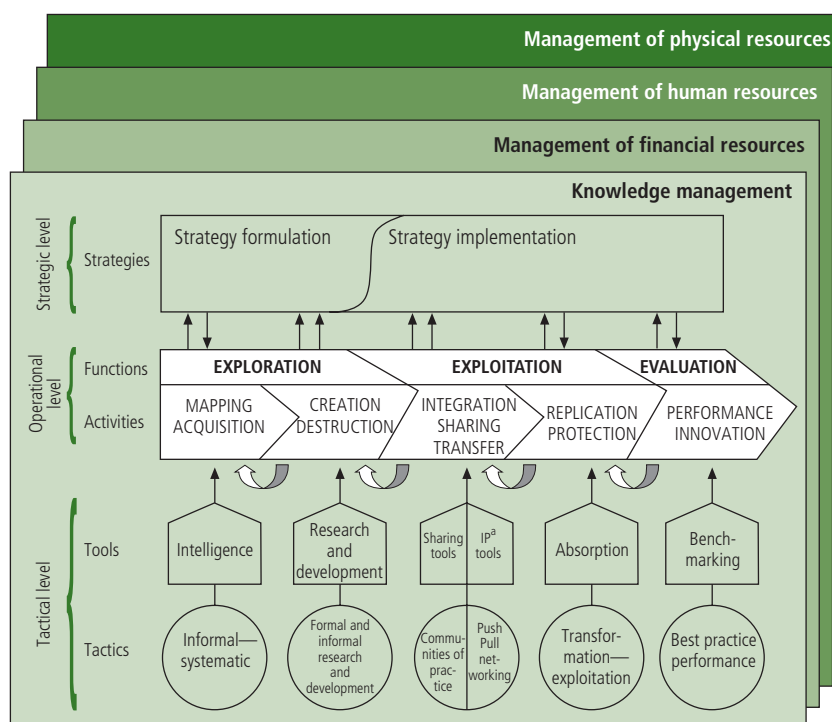 Management of physical resources
Management of human resources
Management of financial resources
Knowledge management
Strategic level
Strategies
Strategy formulation
Strategy implementation
Operational
level
Functions
EXPLORATION
EXPLOITATION
EVALUATION
Activities
MAPPING
ACQUISITION
CREATION
DESTRUCTION
INTEGRATION
SHARING
TRANSFER
REPLICATION
PROTECTION
PERFORMANCE
INNOVATION
Tactical level
Tools
Intelligence
Research
and
development
Sharing
tools
IPª
tools
Absorption
Bench-
marking
Tactics
Informal—
systematic
Formal and
informal
research
and
development
Commu-
nities of
prac-
tice
Push
Pull
net-
working
Transfor-
mation—
exploitation
Best practice
performance